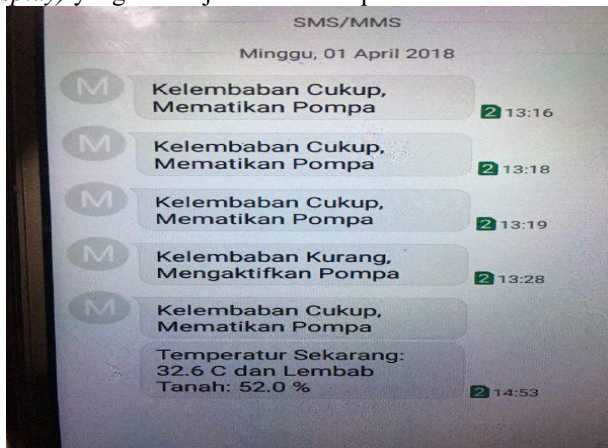 SMS/MMS
Minggu, 01 April 2018
M
Kelembaban Cukup,
Mematikan Pompa
2 13:16
M
Kelembaban Cukup,
Mematikan Pompa
2 13:18
M
Kelembaban Cukup,
Mematikan Pompa
2 13:19
M
Kelembaban Kurang,
Mengaktifkan Pompa
2 13:28
M
Kelembaban Cukup,
Mematikan Pompa
Temperatur Sekarang:
32.6 C dan Lembab
Tanah: 52.0 %
2 14:53